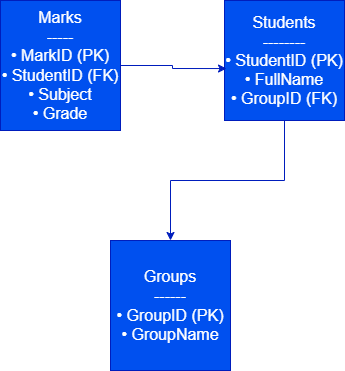 Marks
-----
• MarkID (PK)
• StudentID (FK)
• Subject
• Grade
Students
--------
• StudentID (PK)
• FullName
• GroupID (FK)
Groups
------
• GroupID (PK)
• GroupName